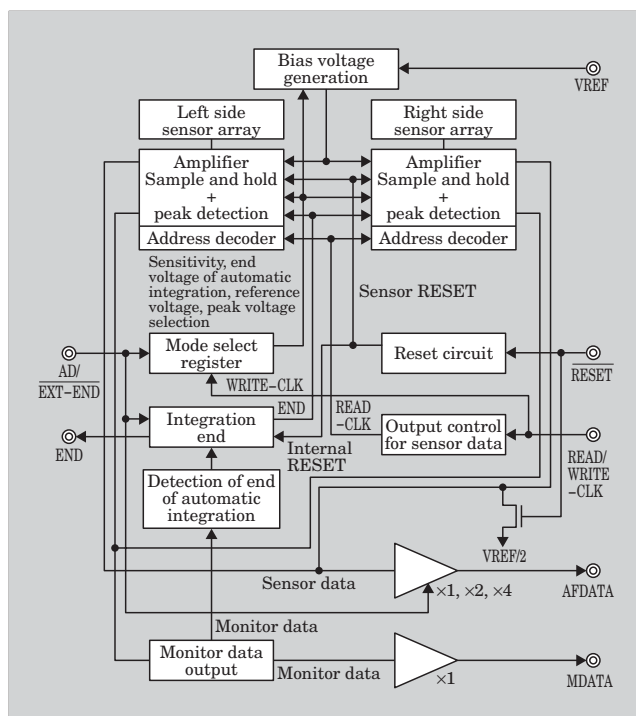 Bias voltage
generation
VREF
Left side
sensor array
Right side
sensor array
Amplifier
Sample and hold
+
peak detection
Address decoder
Amplifier
Sample and hold
+
peak detection
Address decoder
Sensitivity, end
voltage of automatic
integration, reference
voltage, peak voltage
selection
Sensor RESET
AD/
EXT-END
Mode select
register
Reset circuit
RESET
WRITE-CLK
END
Integration
end
END
READ
-CLK
Internal
RESET
Output control
for sensor data
READ/
WRITE
-CLK
Detection of end
of automatic
integration
VREF/2
Sensor data
×1, ×2, ×4
AFDATA
Monitor data
Monitor data
output
Monitor data
×1
MDATA